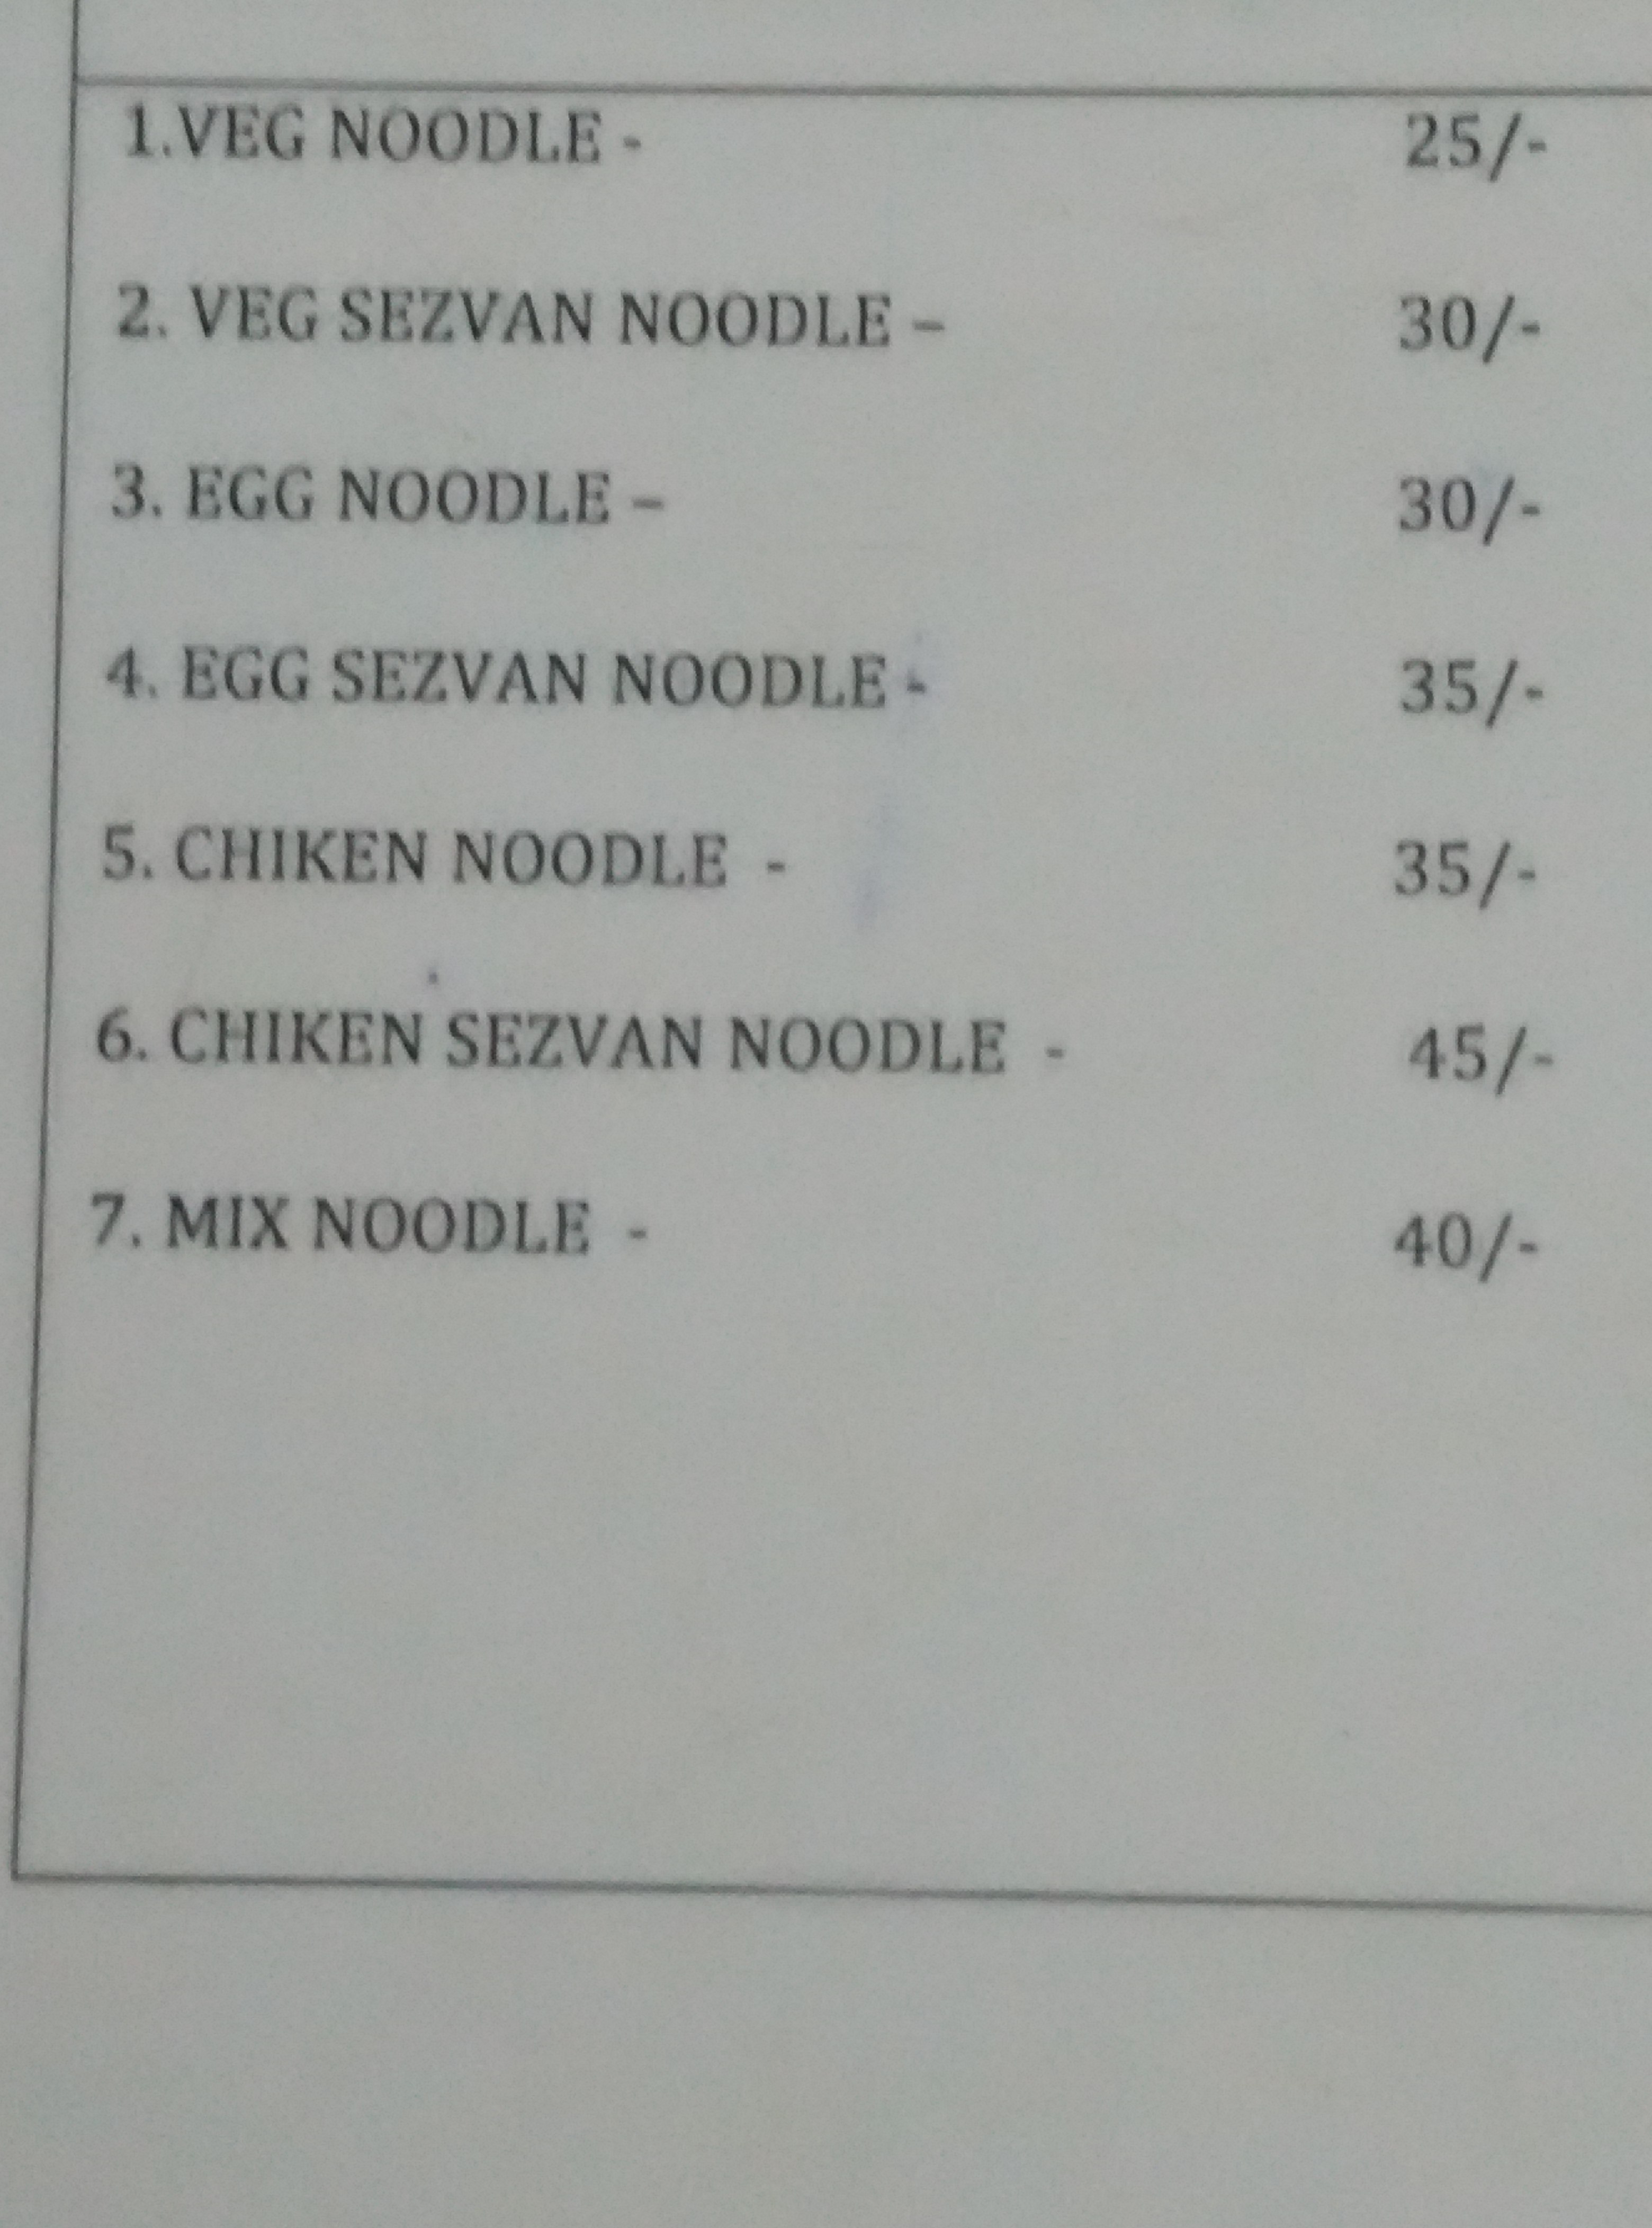 1.VEG NOODLE - 25/-
2. VEG SEZVAN NOODLE – 30/-
3. EGG NOODLE – 30/-
4. EGG SEZVAN NOODLE - 35/-
5. CHIKEN NOODLE - 35/-
6. CHIKEN SEZVAN NOODLE - 45/-
7. MIX NOODLE - 40/-